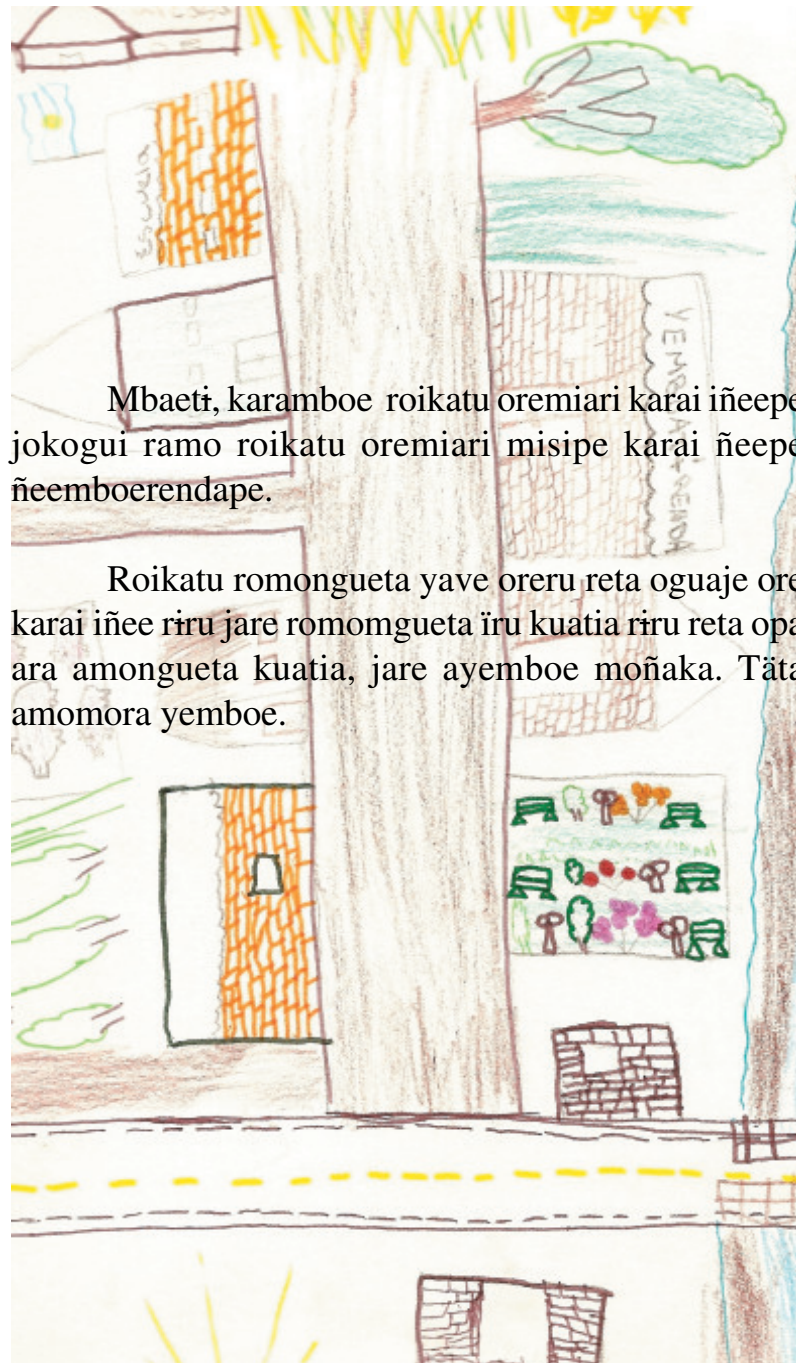 escuela
YEMBOATIRENDA
Mbaetɨ, karamboe roikatu oremiari karai iñeepe
jokogui ramo roikatu oremiari misipe karai ñeepe
ñeemboerendape.
Roikatu romongueta yave oreru reta oguaje ore
karai iñee rɨru jare romomgueta ïru kuatia rɨru reta opa
ara amongueta kuatia, jare ayemboe moñaka. Täta
amomora yemboe.